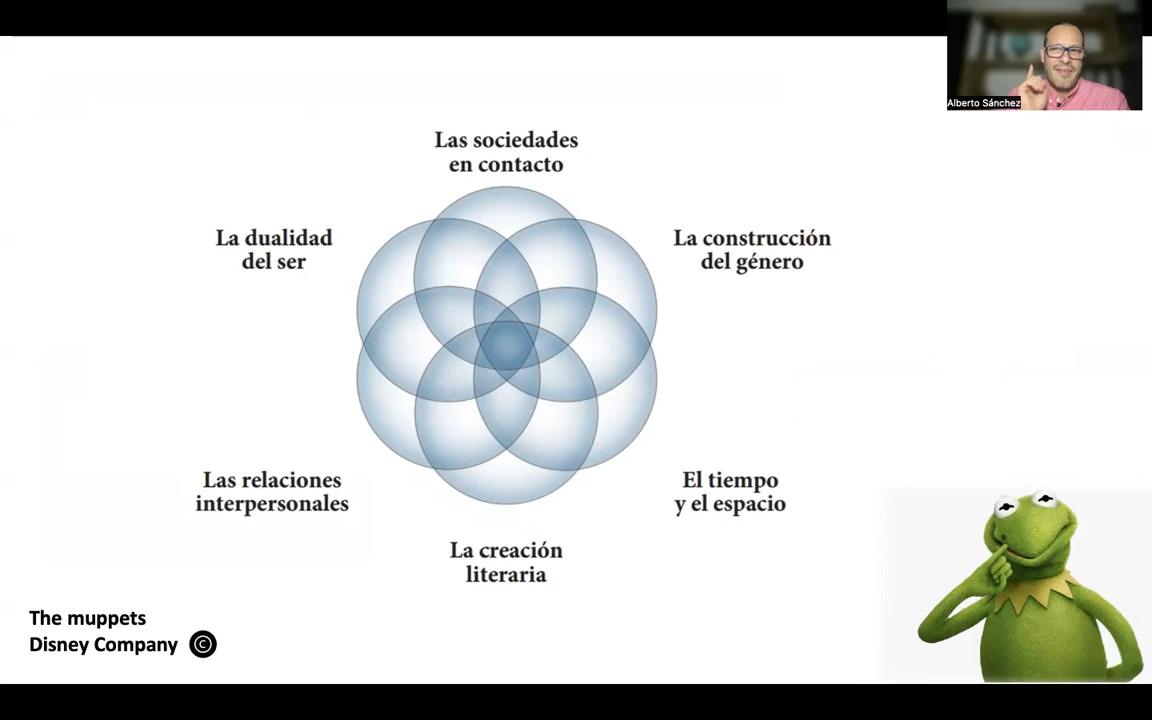 Alberto Sánchez
Las sociedades
en contacto
La dualidad
del ser
La construcción
del género
Las relaciones
interpersonales
El tiempo
y el espacio
La creación
literaria
The muppets
Disney Company ©